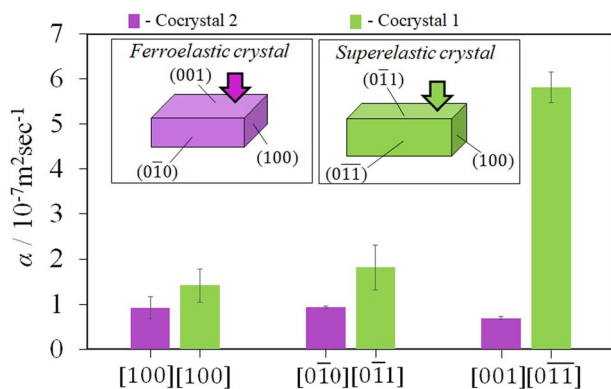 - Cocrystal 2 - Cocrystal 1
7
6
5
4
3
2
1
0
α / 10⁻⁷m²sec⁻¹
Ferroelastic crystal
(001)
(01̅0)
(100)
Superelastic crystal
(01̅1)
(01̅1̅)
(100)
[100][100] [01̅0][01̅1] [001][01̅1̅]